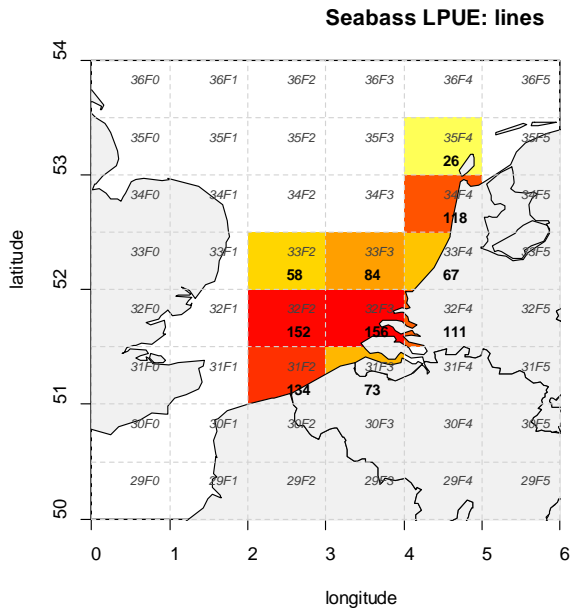 Seabass LPUE: lines
54
36F0 36F1 36F2 36F3 36F4 36F5
35F0 35F1 35F2 35F3 35F4 35F5
26
53
34F0 34F1 34F2 34F3 34F4 34F5
118
33F0 33F1 33F2 33F3 33F4 33F5
58 84 67
52
32F0 32F1 32F2 32F3 32F4 32F5
152 156 111
31F0 31F1 31F2 31F3 31F4 31F5
134 73
51
30F0 30F1 30F2 30F3 30F4 30F5
29F0 29F1 29F2 29F3 29F4 29F5
50
latitude
0 1 2 3 4 5 6
longitude